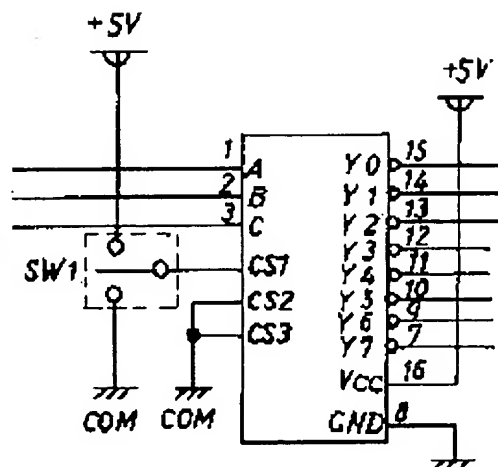 +5V
+5V
1 A
2 B
3 C
SW1
CS1
CS2
CS3
COM
COM
Y0 15
Y1 14
Y2 13
Y3 12
Y4 11
Y5 10
Y6 9
Y7 7
VCC 16
GND 8